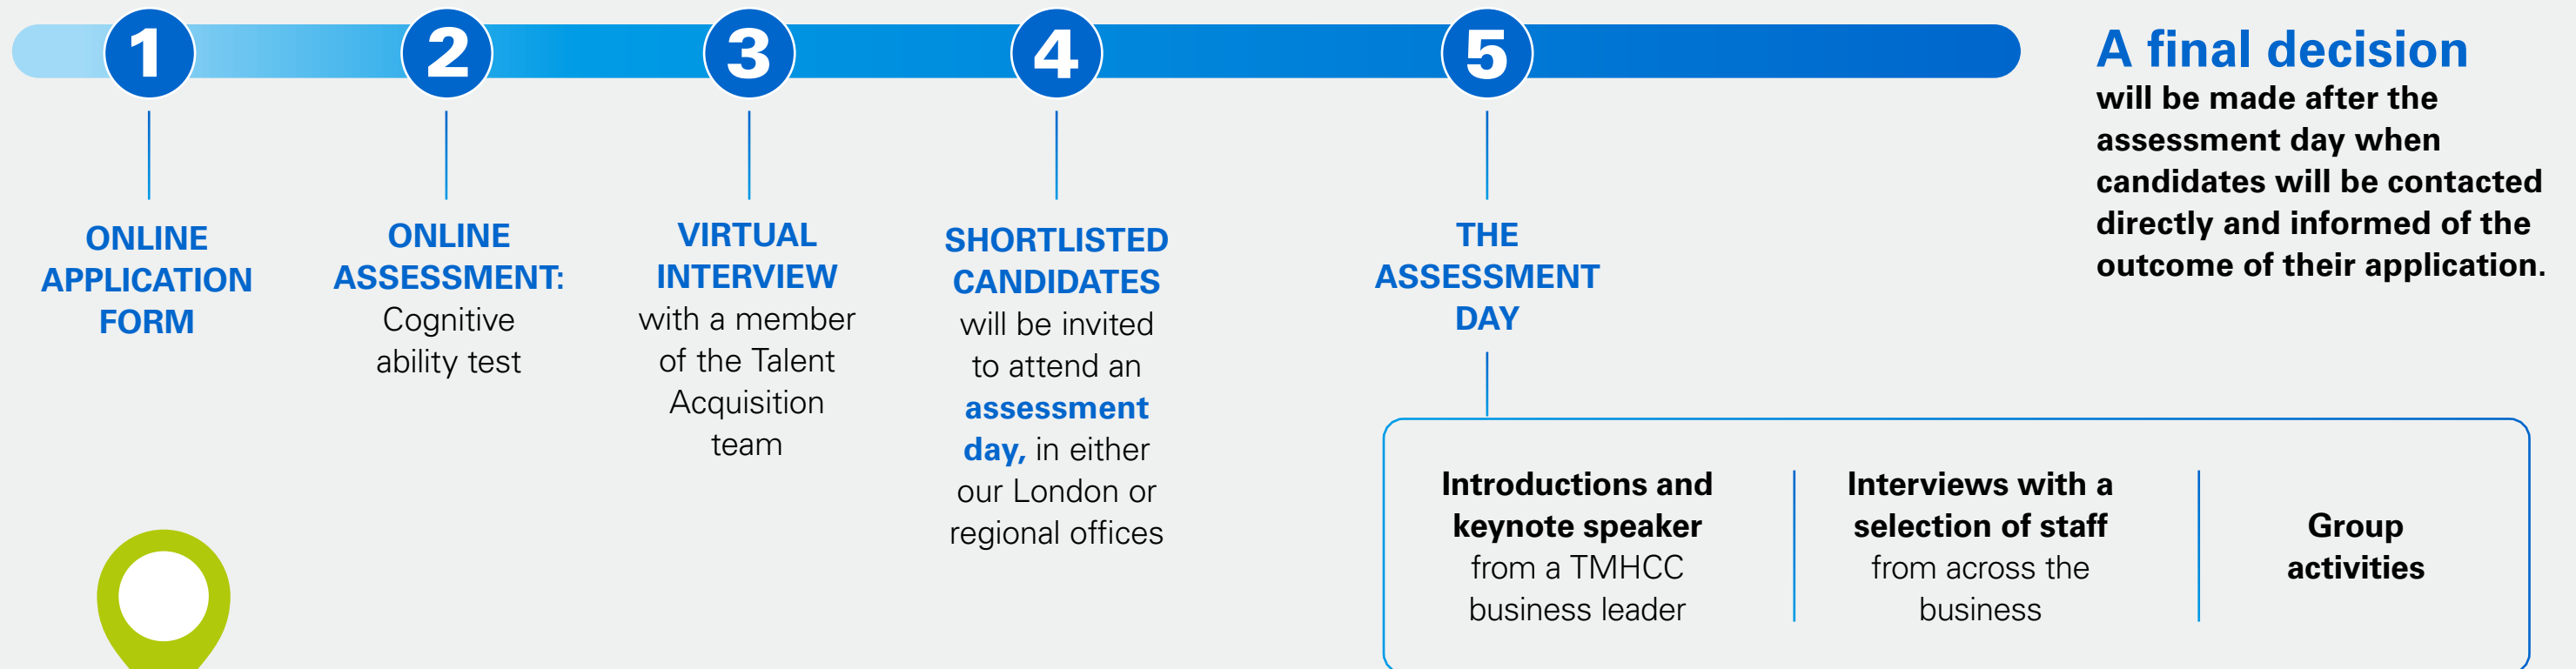 1
ONLINE
APPLICATION
FORM
2
ONLINE
ASSESSMENT:
Cognitive
ability test
3
VIRTUAL
INTERVIEW
with a member
of the Talent
Acquisition
team
4
SHORTLISTED
CANDIDATES
will be invited
to attend an
assessment
day, in either
our London or
regional offices
5
THE
ASSESSMENT
DAY
Introductions and
keynote speaker
from a TMHCC
business leader
Interviews with a
selection of staff
from across the
business
Group
activities
A final decision
will be made after the
assessment day when
candidates will be contacted
directly and informed of the
outcome of their application.